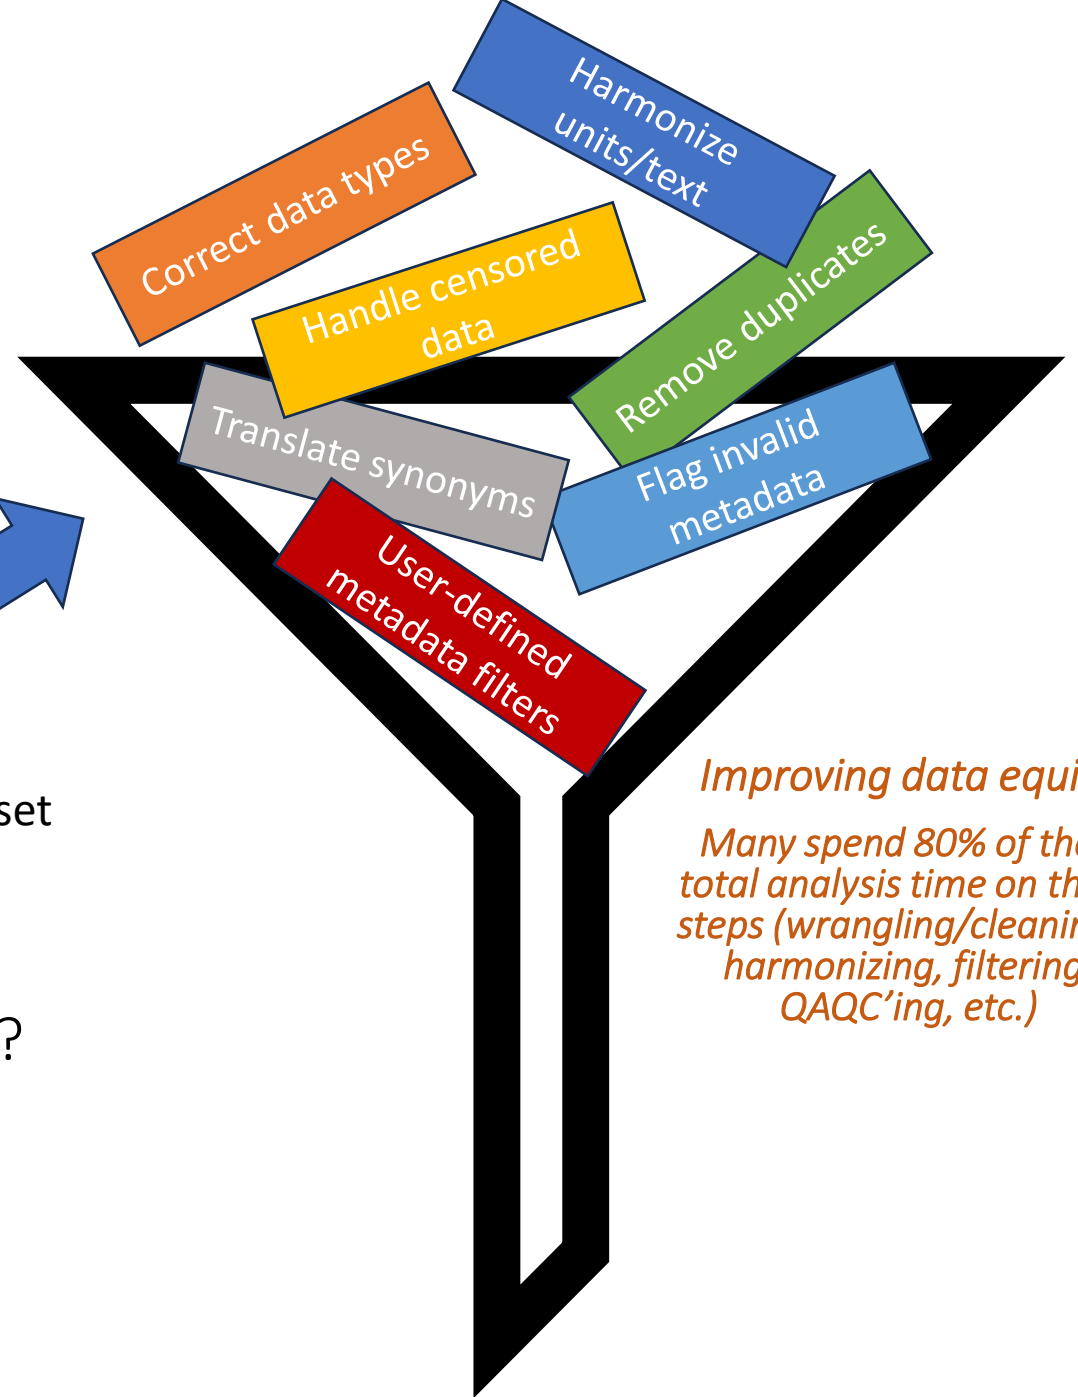 Harmonize
units/text
Correct data types
Handle censored
data
Remove duplicates
Translate synonyms
Flag invalid
metadata
User-defined
metadata filters
set
?
Improving data equi
Many spend 80% of the
total analysis time on th
steps (wrangling/cleanin
harmonizing, filtering
QAQC’ing, etc.)